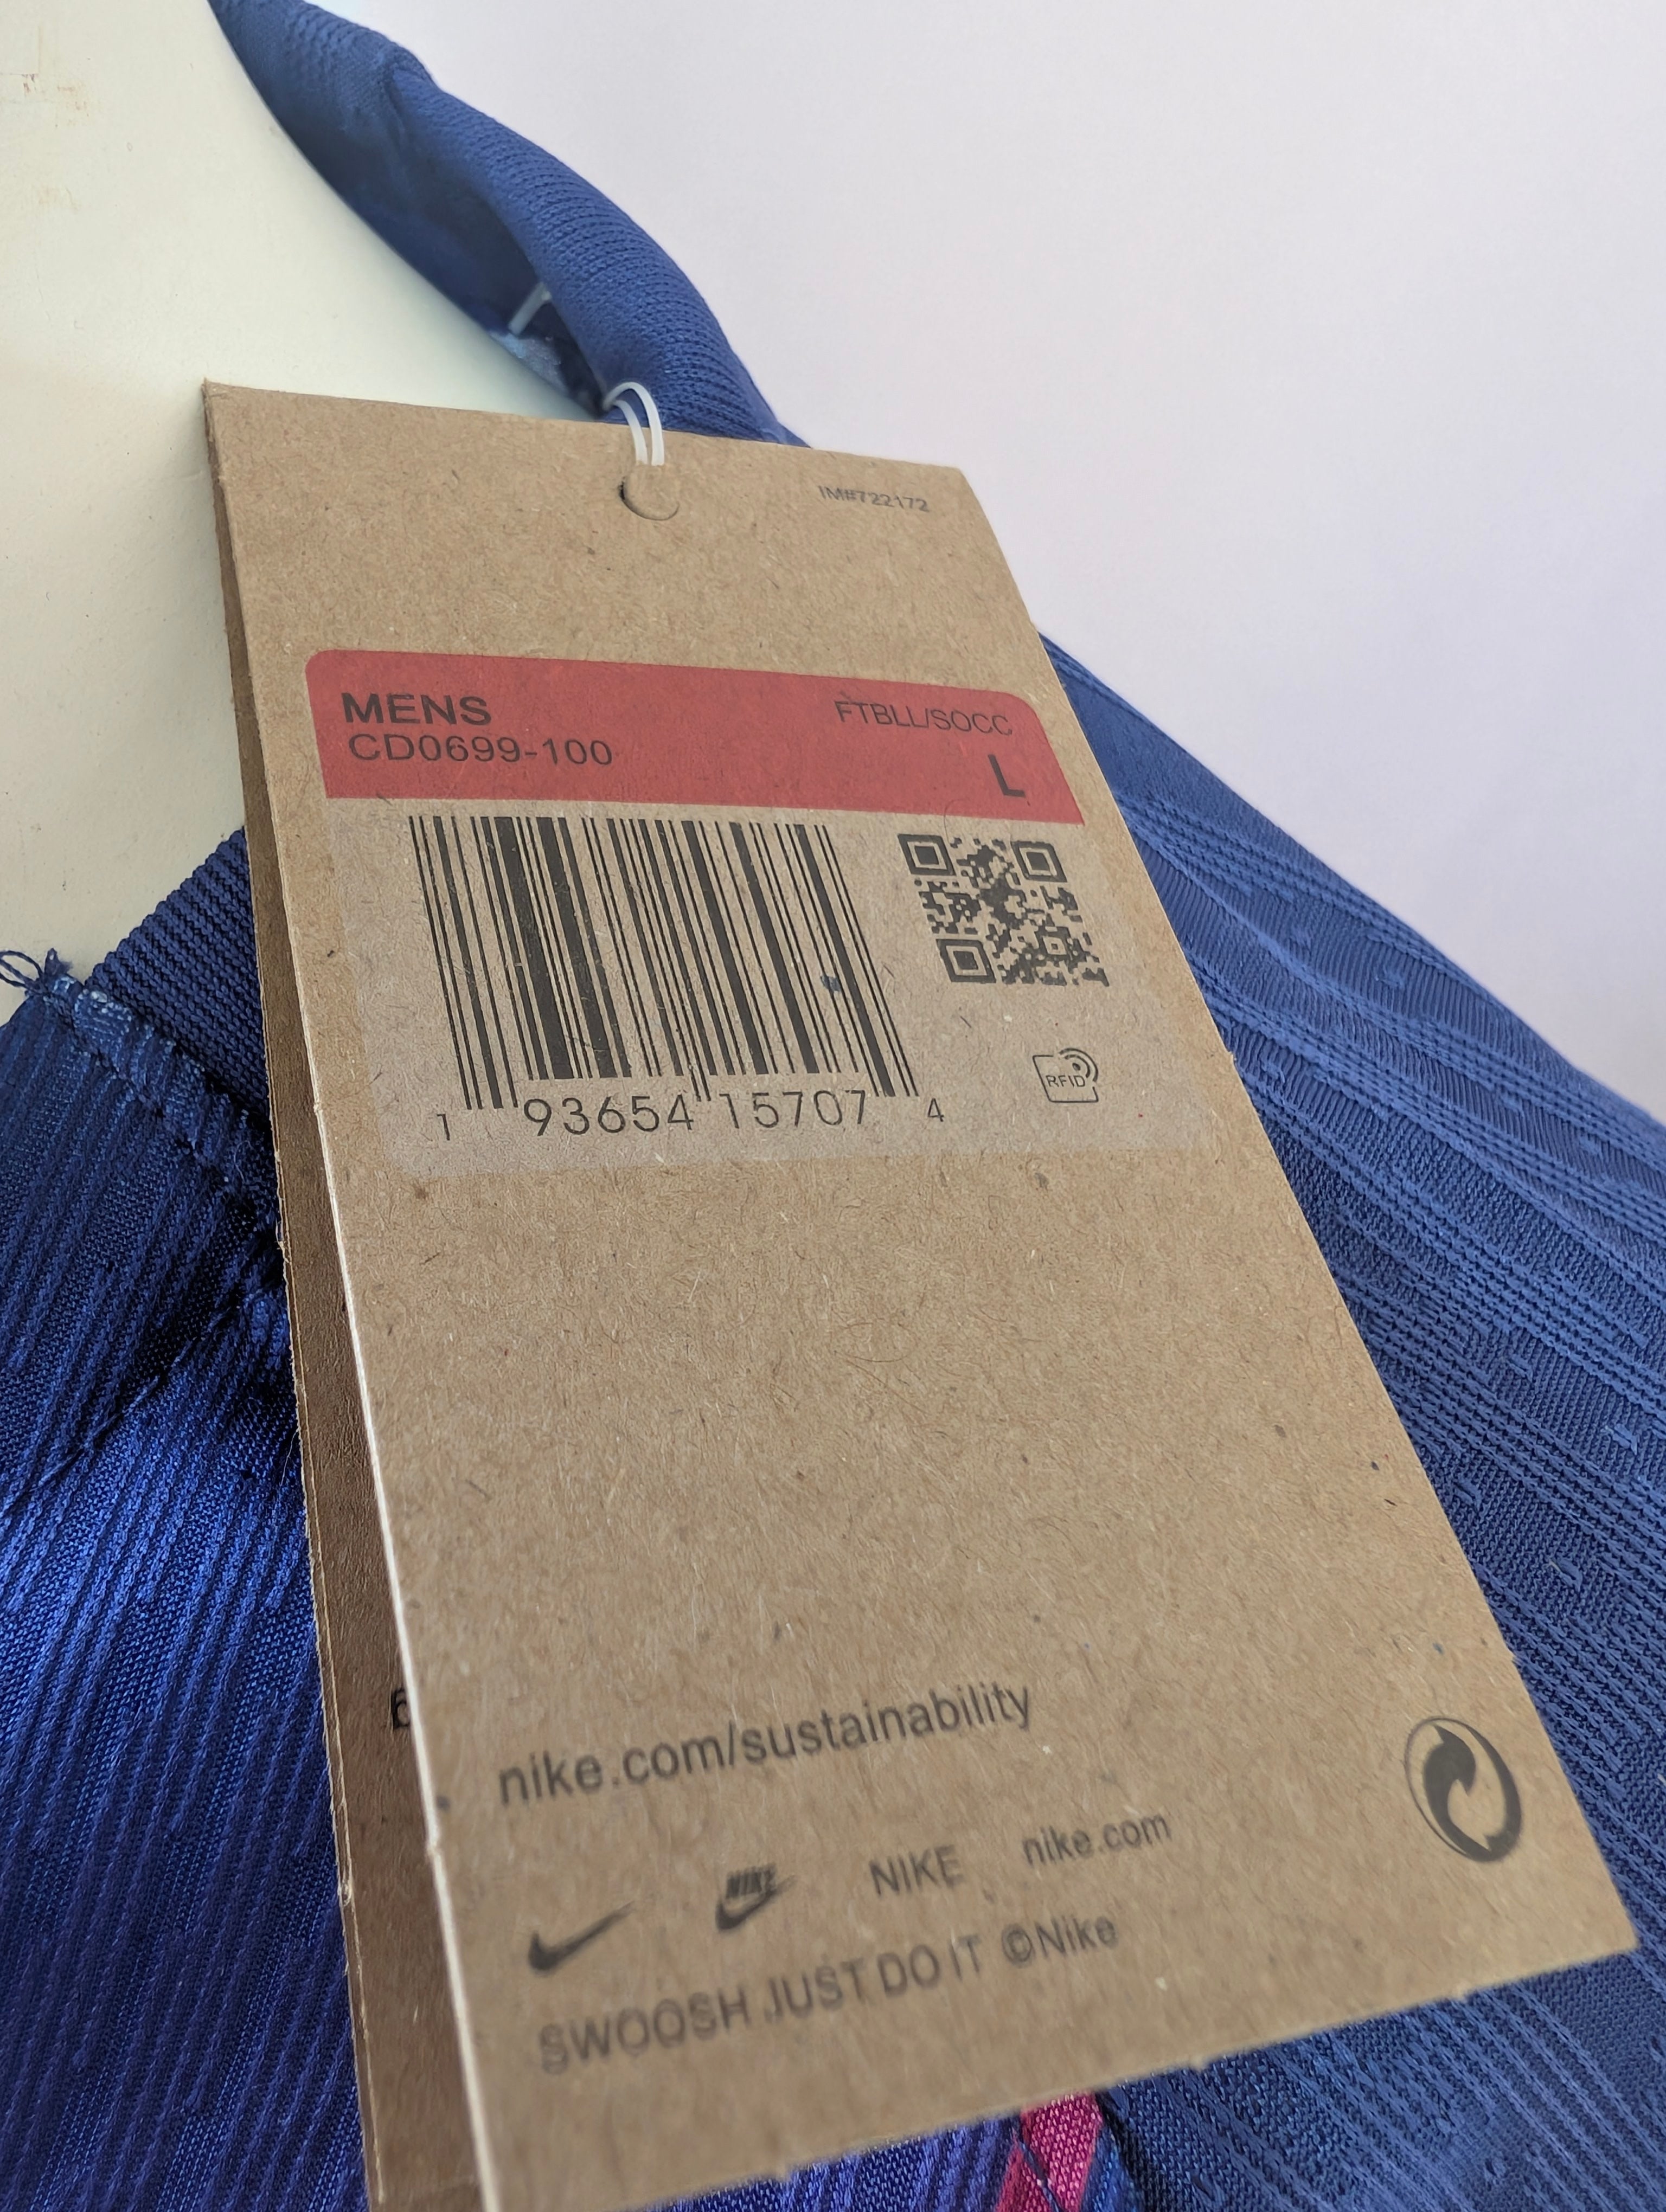 IM#722172
MENS
FTBLL/SOCC
CD0699-100
L
1 93654 15707 4
RFID
nike.com/sustainability
NIKE NIKE nike.com
SWOOSH JUST DO IT ©Nike